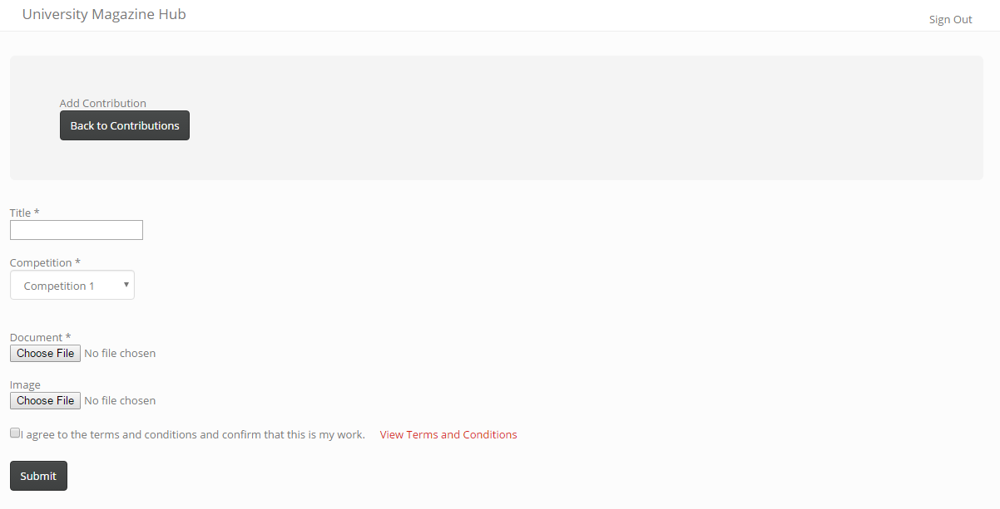 University Magazine Hub
Sign Out
Add Contribution
Back to Contributions
Title *
Competition *
Competition 1
Document *
Choose File No file chosen
Image
Choose File No file chosen
I agree to the terms and conditions and confirm that this is my work. View Terms and Conditions
Submit